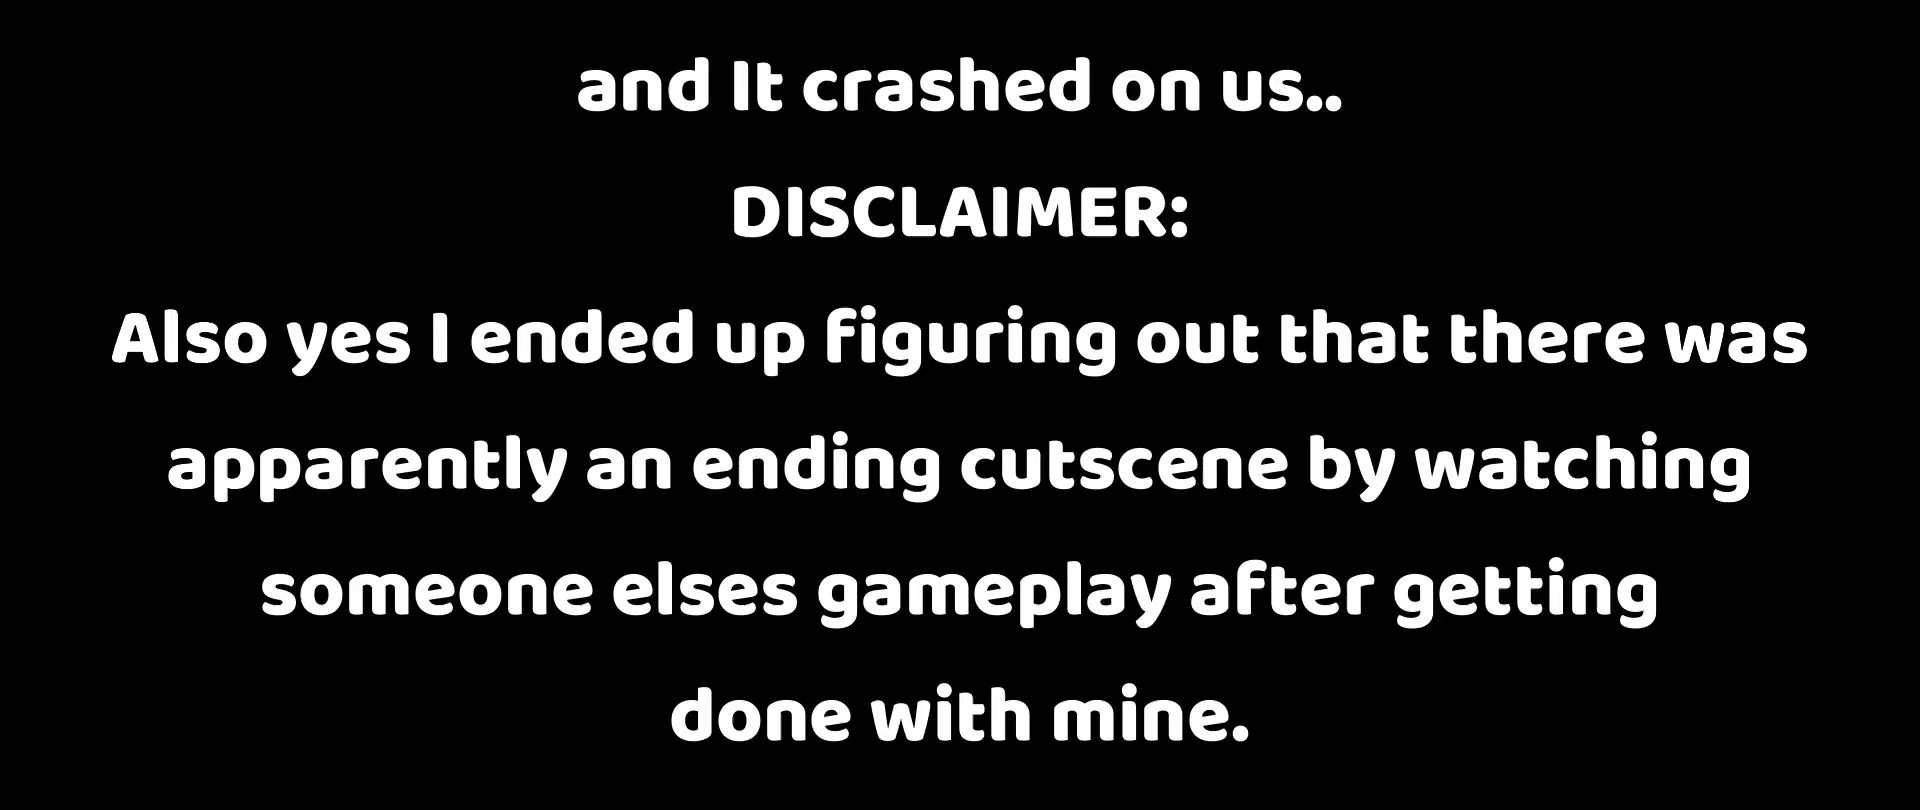 and It crashed on us..
DISCLAIMER:
Also yes I ended up figuring out that there was
apparently an ending cutscene by watching
someone elses gameplay after getting
done with mine.